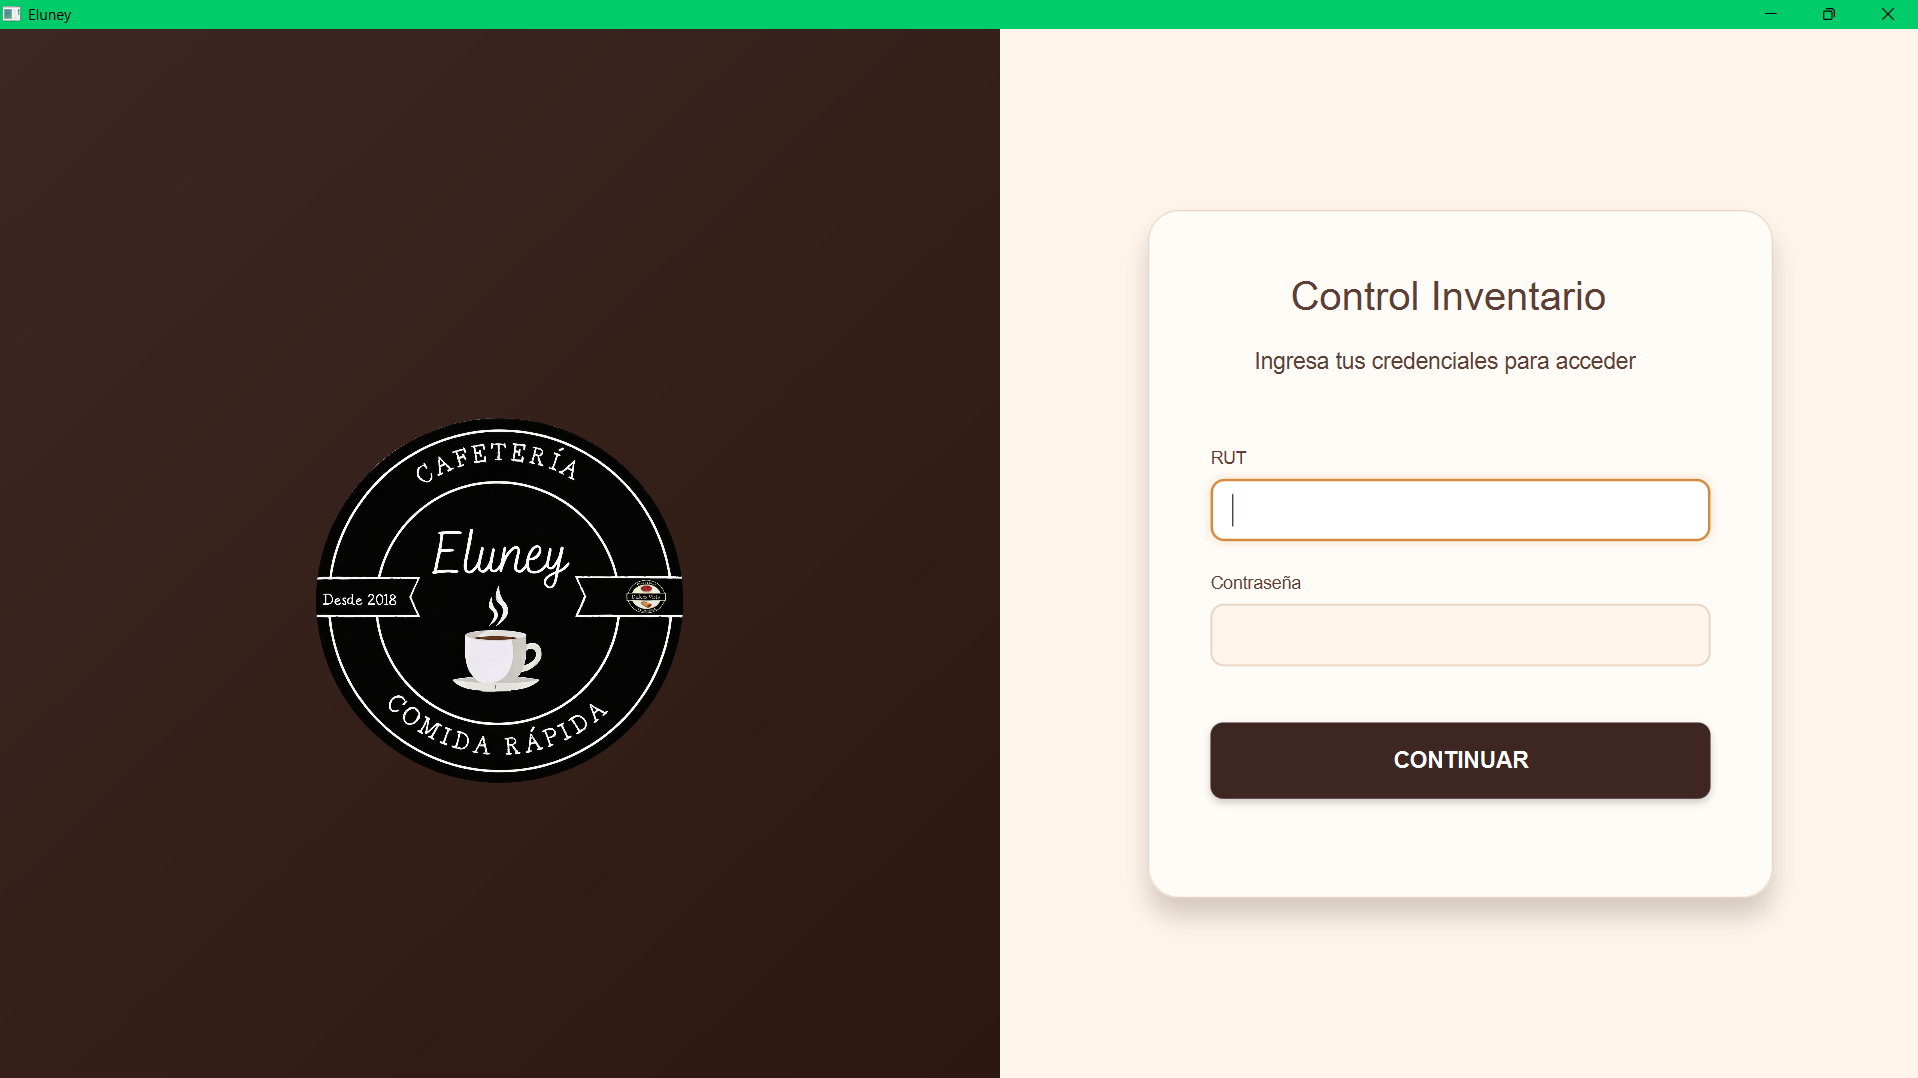 Eluney
CAFETERÍA
Eluney
Desde 2018
COMIDA RÁPIDA
Control Inventario
Ingresa tus credenciales para acceder
RUT
Contraseña
CONTINUAR